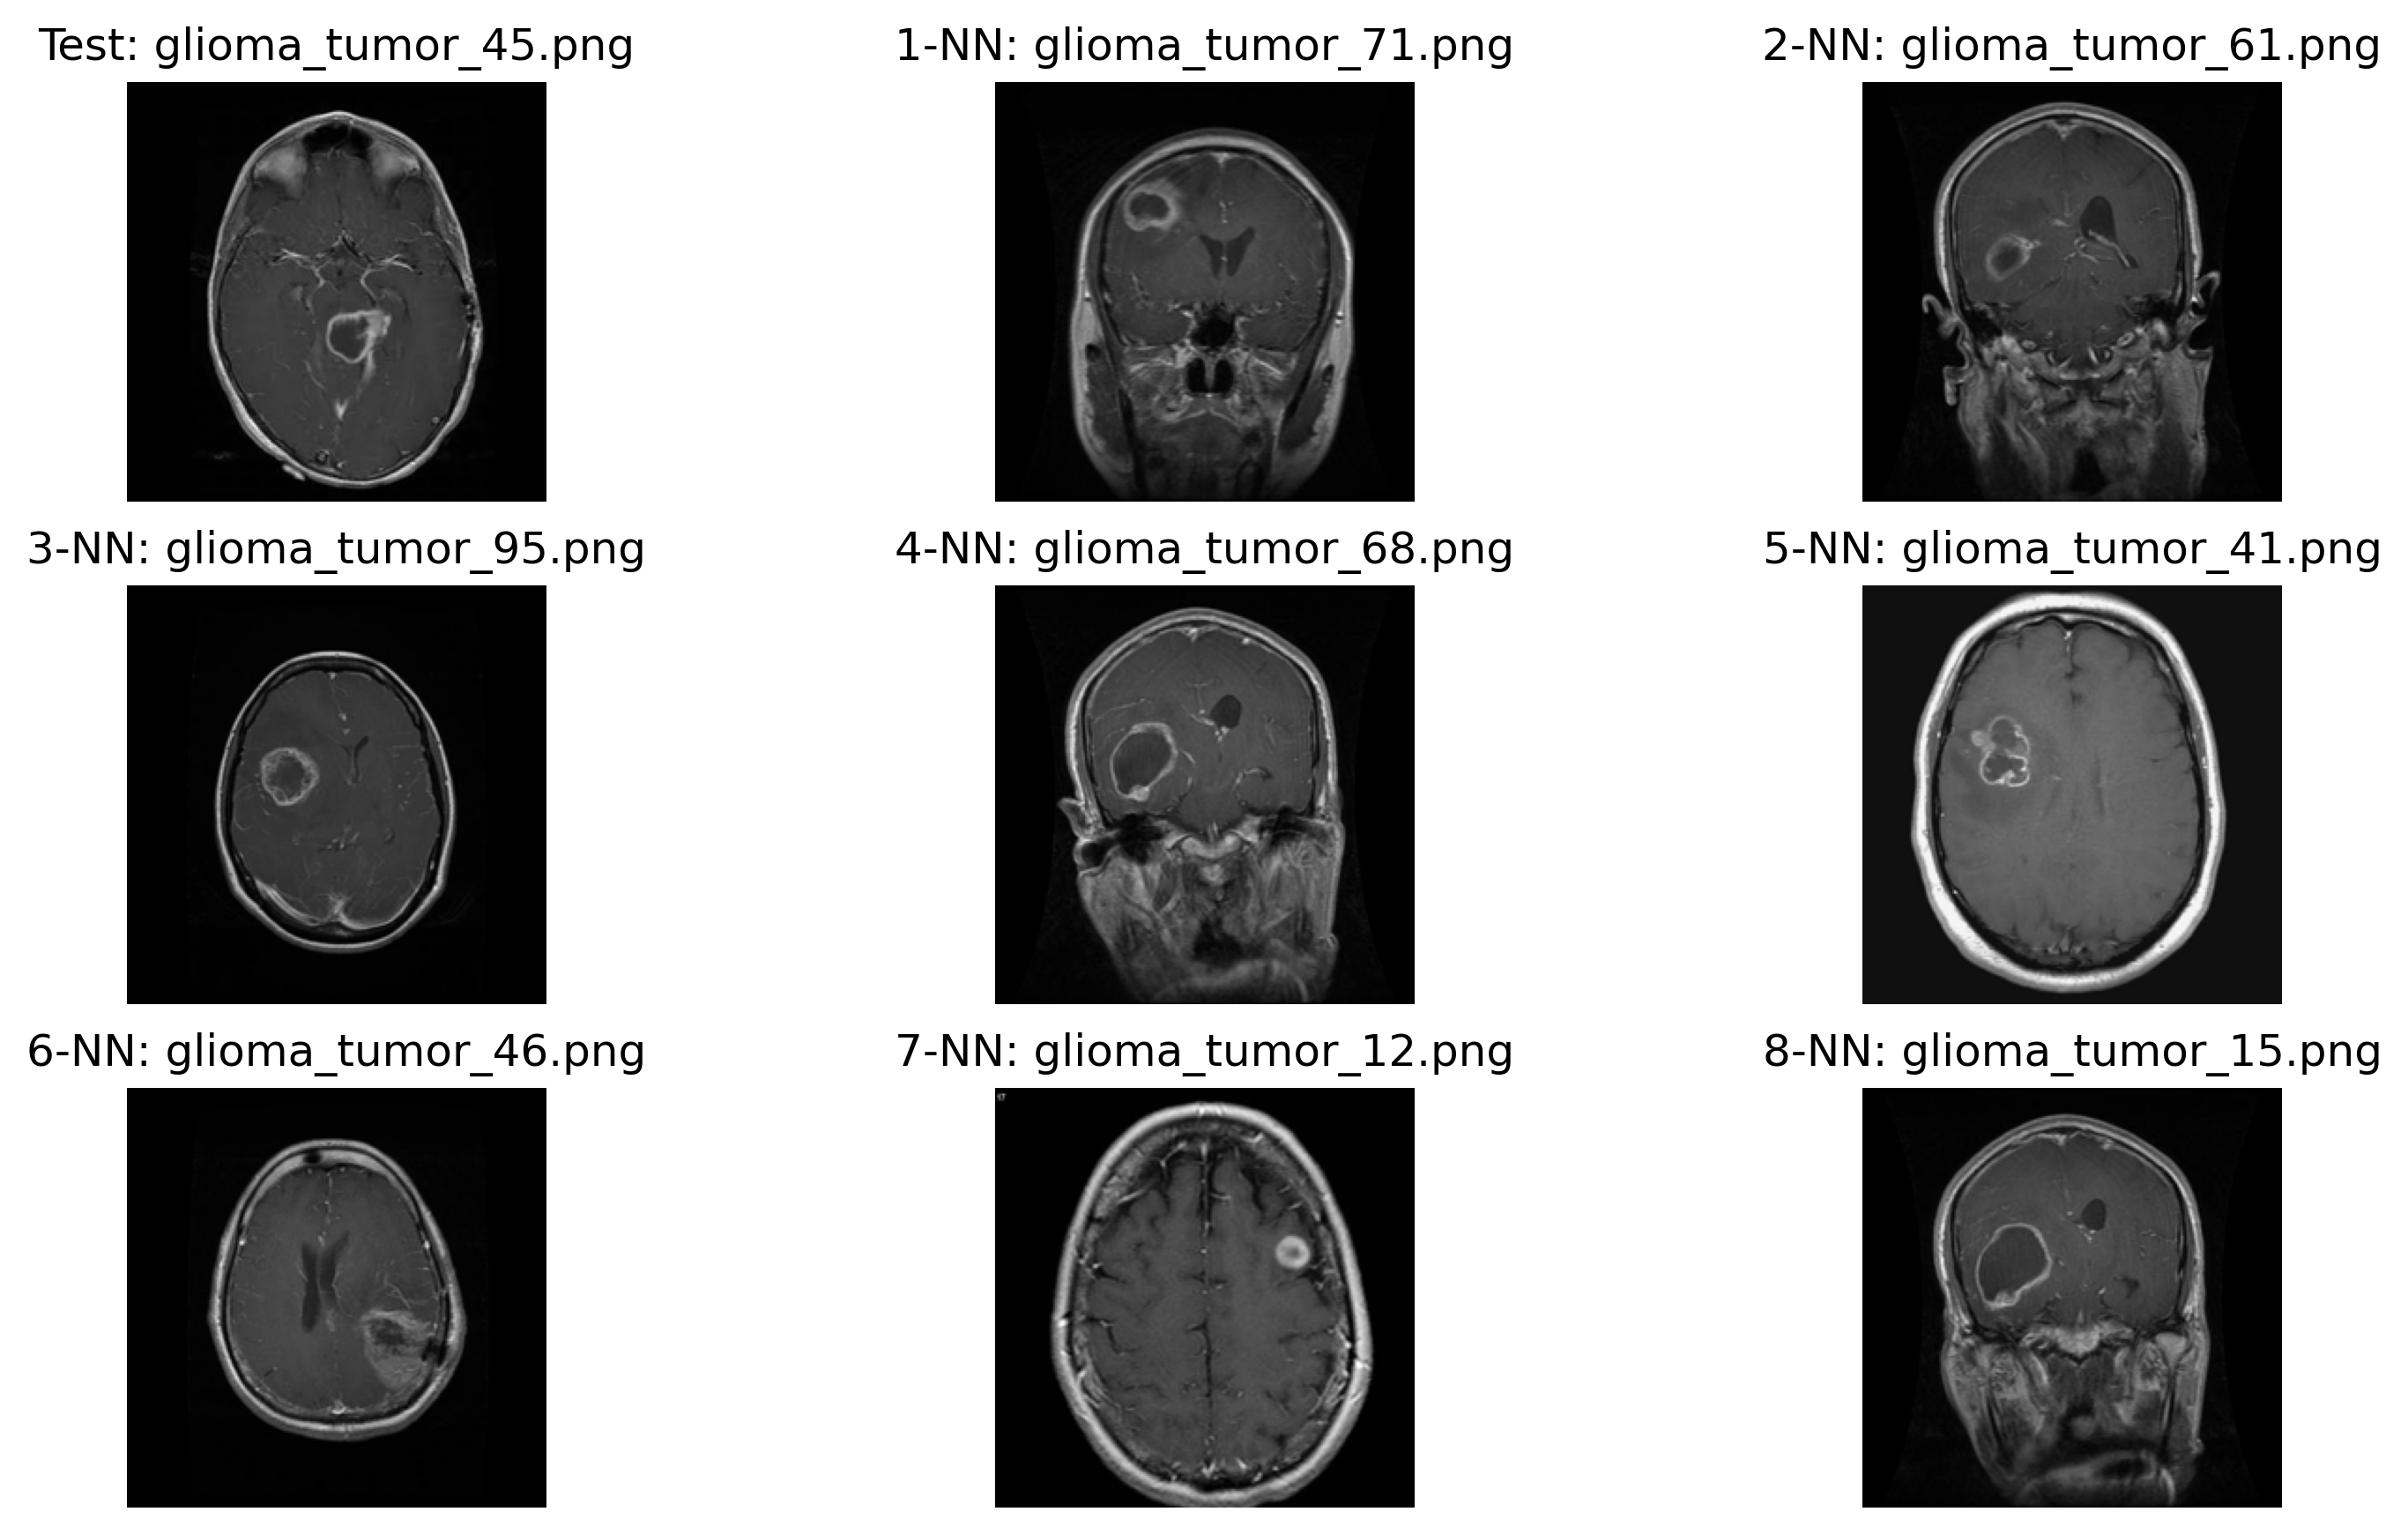 Test: glioma_tumor_45.png
1-NN: glioma_tumor_71.png
2-NN: glioma_tumor_61.png
3-NN: glioma_tumor_95.png
4-NN: glioma_tumor_68.png
5-NN: glioma_tumor_41.png
6-NN: glioma_tumor_46.png
7-NN: glioma_tumor_12.png
8-NN: glioma_tumor_15.png